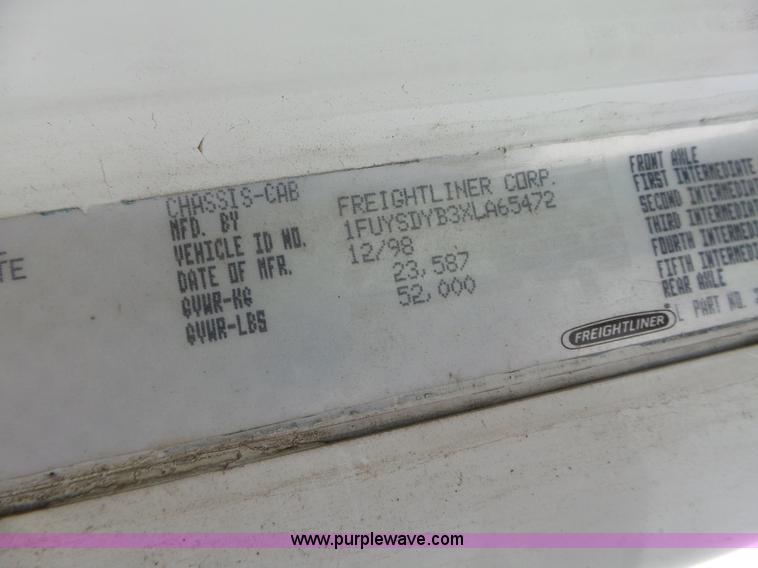 TE
CHASSIS-CAB
MFD. BY FREIGHTLINER CORP.
VEHICLE ID NO. 1FUYSDYB3XLA65472
DATE OF MFR. 12/98
GVWR-KG 23,587
GVWR-LBS 52,000
FRONT AXLE
FIRST INTERMEDIATE
SECOND INTERMEDIATE
THIRD INTERMEDIATE
FOURTH INTERMEDIA
FIFTH INTERMEDI
REAR AXLE
L PART NO.
FREIGHTLINER
www.purplewave.com